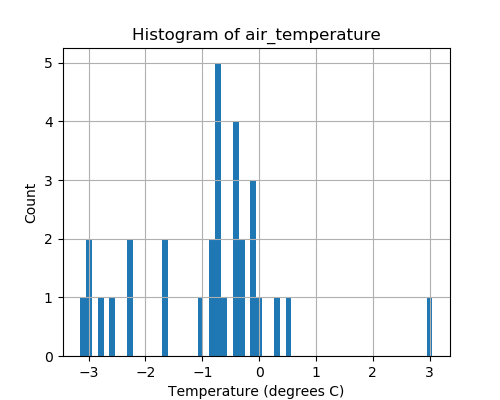 Histogram of air_temperature
5
4
3
2
1
0
Count
−3 −2 −1 0 1 2 3
Temperature (degrees C)